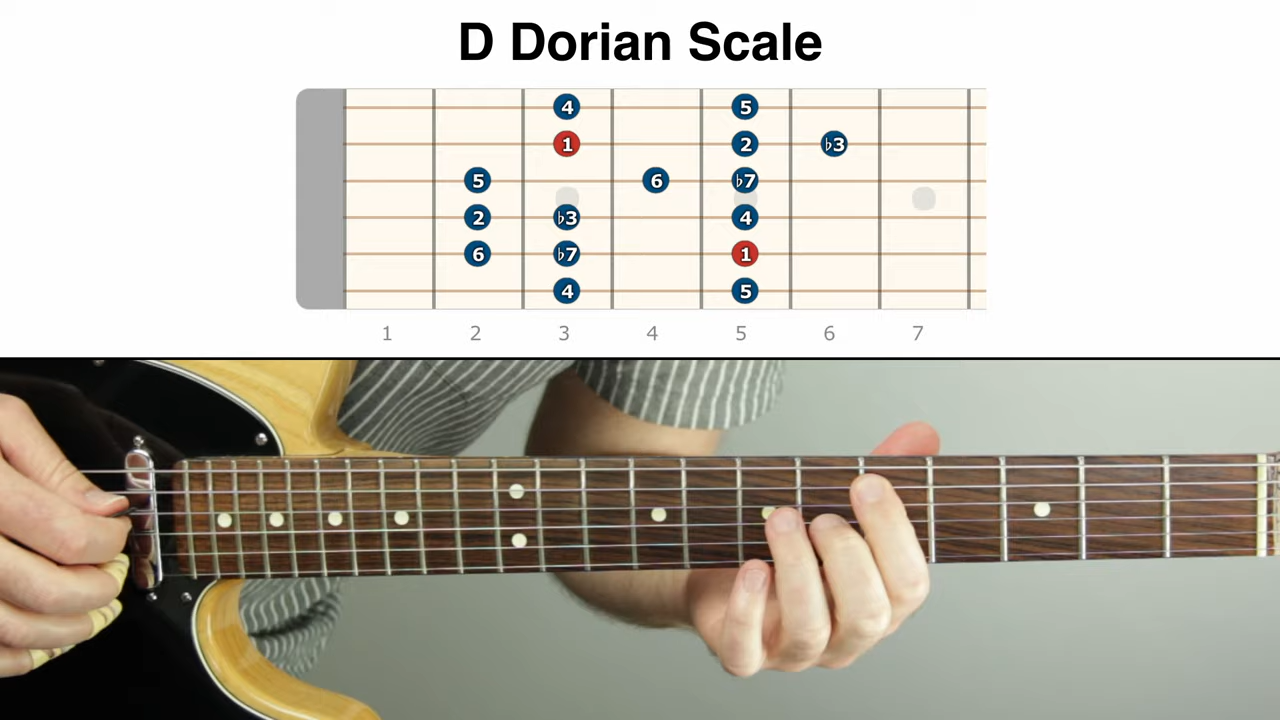 D Dorian Scale
4 5
1 2 ♭3
5 6 ♭7
2 ♭3 4
6 ♭7 1
4 5
1 2 3 4 5 6 7